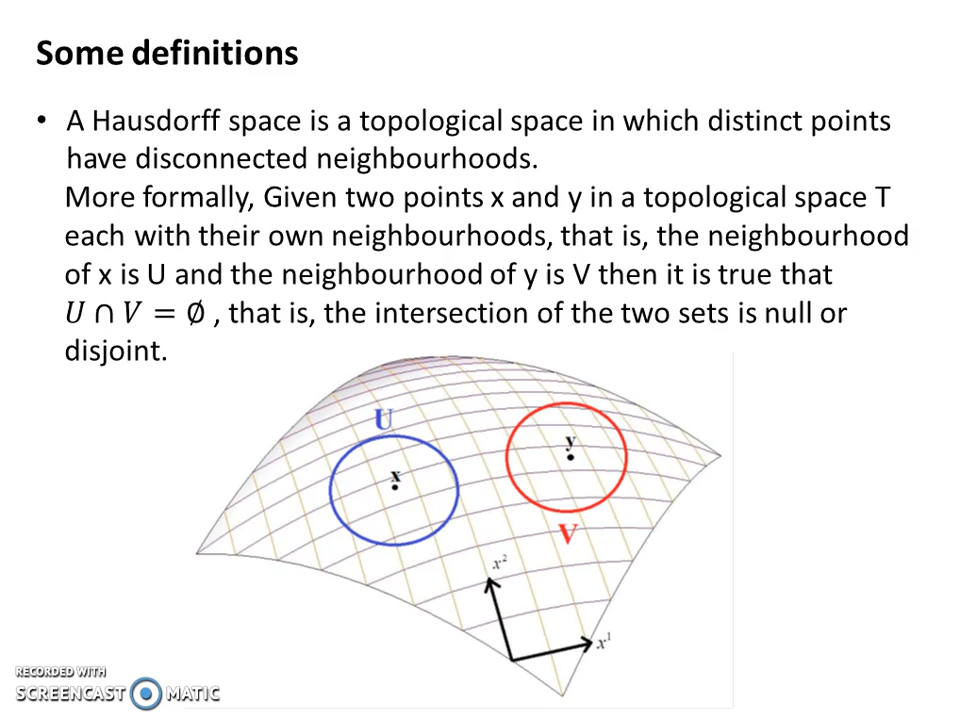 Some definitions
• A Hausdorff space is a topological space in which distinct points
have disconnected neighbourhoods.
More formally, Given two points x and y in a topological space T
each with their own neighbourhoods, that is, the neighbourhood
of x is U and the neighbourhood of y is V then it is true that
𝑈 ∩ 𝑉 = ∅ , that is, the intersection of the two sets is null or
disjoint.
U
y
x
V
x²
x¹
RECORDED WITH
SCREENCAST MATIC